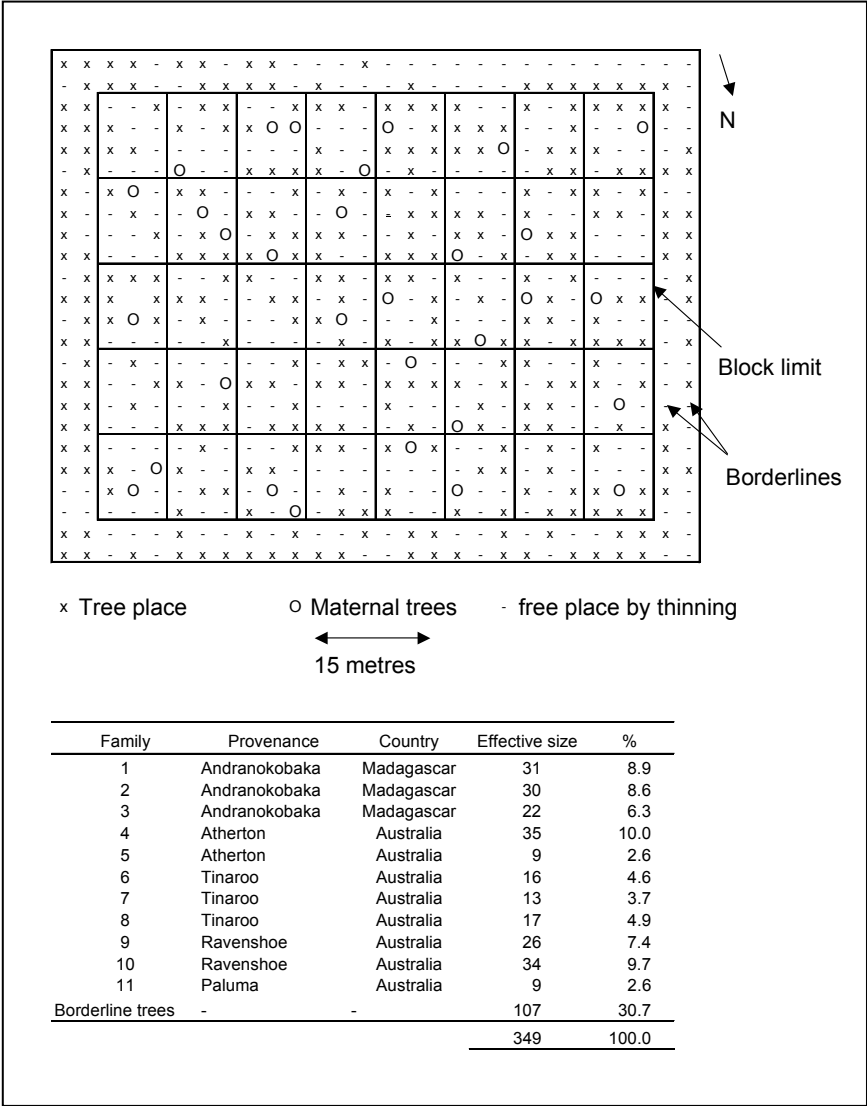 N
Block limit
Borderlines
x Tree place O Maternal trees - free place by thinning
15 metres
Family Provenance Country Effective size %
1 Andranokobaka Madagascar 31 8.9
2 Andranokobaka Madagascar 30 8.6
3 Andranokobaka Madagascar 22 6.3
4 Atherton Australia 35 10.0
5 Atherton Australia 9 2.6
6 Tinaroo Australia 16 4.6
7 Tinaroo Australia 13 3.7
8 Tinaroo Australia 17 4.9
9 Ravenshoe Australia 26 7.4
10 Ravenshoe Australia 34 9.7
11 Paluma Australia 9 2.6
Borderline trees - - 107 30.7
349 100.0